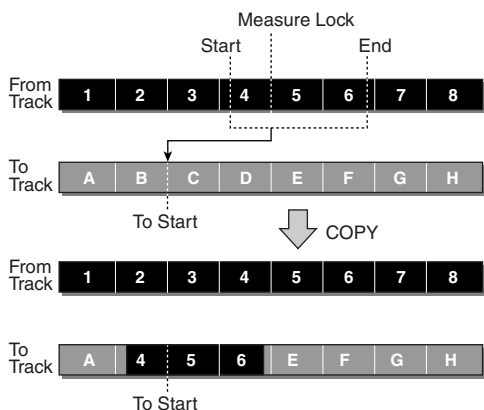 Measure Lock
Start End
From
Track 1 2 3 4 5 6 7 8
To
Track A B C D E F G H
To Start
COPY
From
Track 1 2 3 4 5 6 7 8
To
Track A 4 5 6 E F G H
To Start